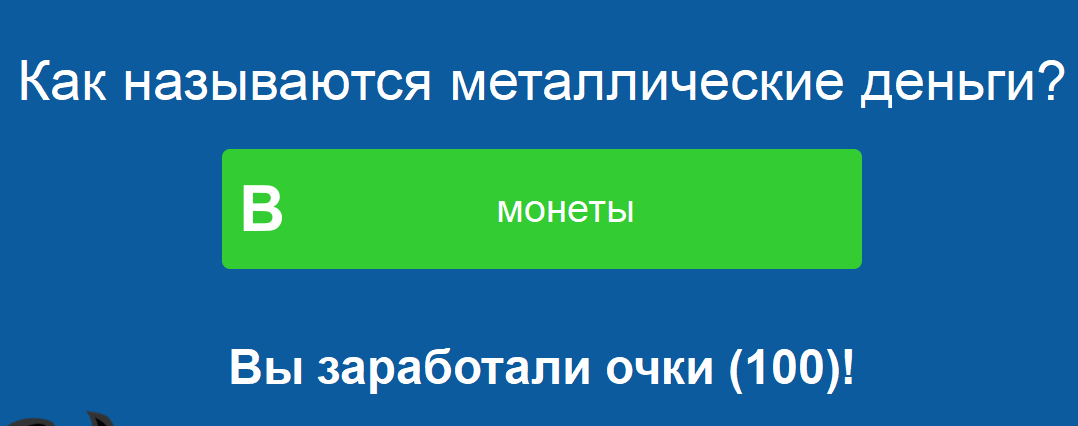 Как называются металлические деньги?
B монеты
Вы заработали очки (100)!